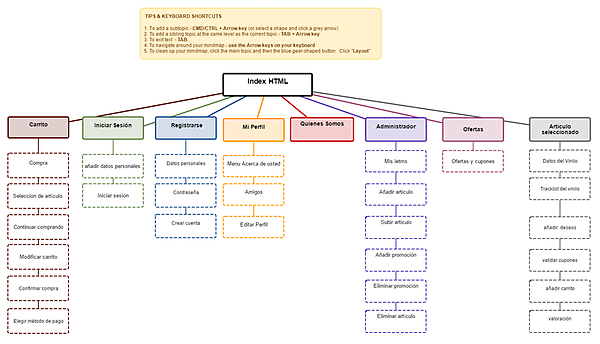 TIPS & KEYBOARD SHORTCUTS
1. To add a subtopic - CMD/CTRL + Arrow key (or select a shape and click a grey arrow)
2. To add a sibling topic at the same level as the current topic - TAB + Arrow key
3. To exit text - TAB
4. To navigate around your mindmap - use the Arrow keys on your keyboard
5. To clean up your mindmap, click the main topic and then the blue gear-shaped button. Click "Layout"
Index HTML
Carrito
Iniciar Sesión
Registrarse
Mi Perfil
Quienes Somos
Administrador
Ofertas
Articulo
seleccionado
Compra
añadir datos personales
Datos personales
Menu Acerca de usted
Mis letms
Ofertas y cupones
Datos del Vinilo
Seleccion de articulo
Iniciar sesión
Contraseña
Amigos
Añadir artículo
Tracklist del vinilo
Continuar comprando
Crear cuenta
Editar Perfil
Subir artículo
añadir deseos
Modificar carrito
Añadir promoción
validar cupones
Confirmar compra
Eliminar promoción
añadir carrito
Elegir método de pago
Eliminar artículo
valoración